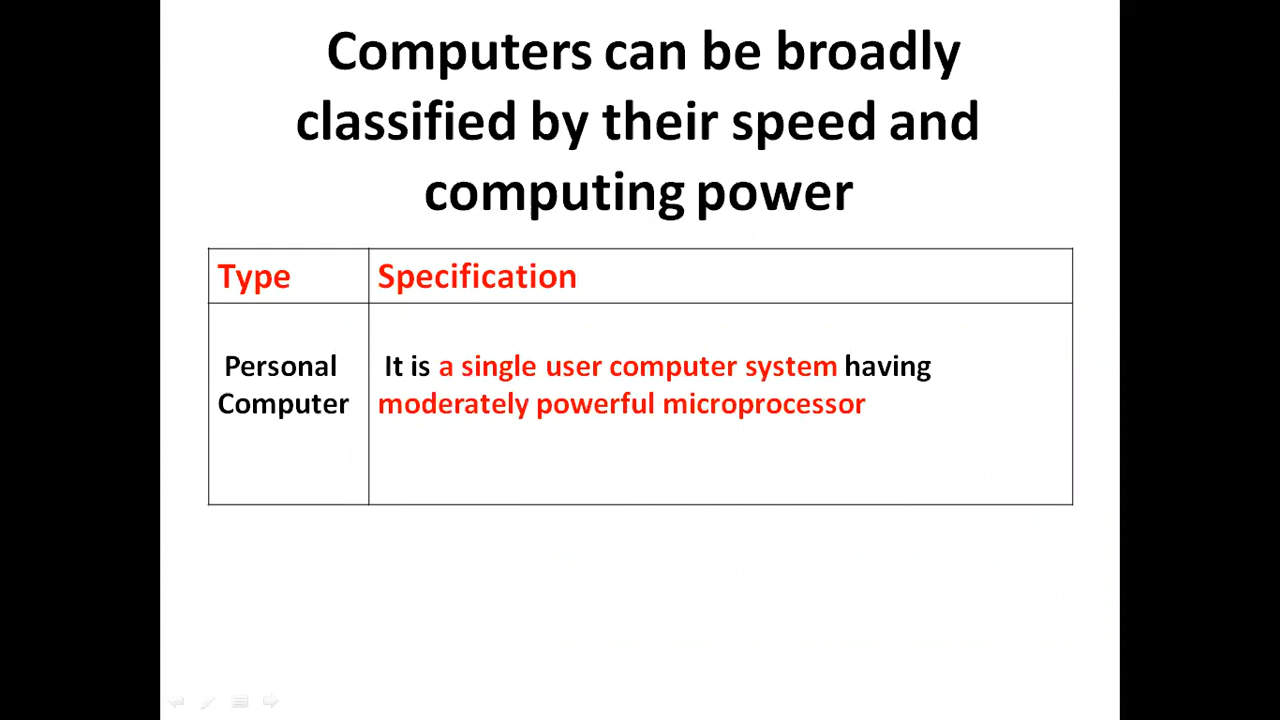 Computers can be broadly
classified by their speed and
computing power
Type
Specification
Personal
Computer
It is a single user computer system having
moderately powerful microprocessor